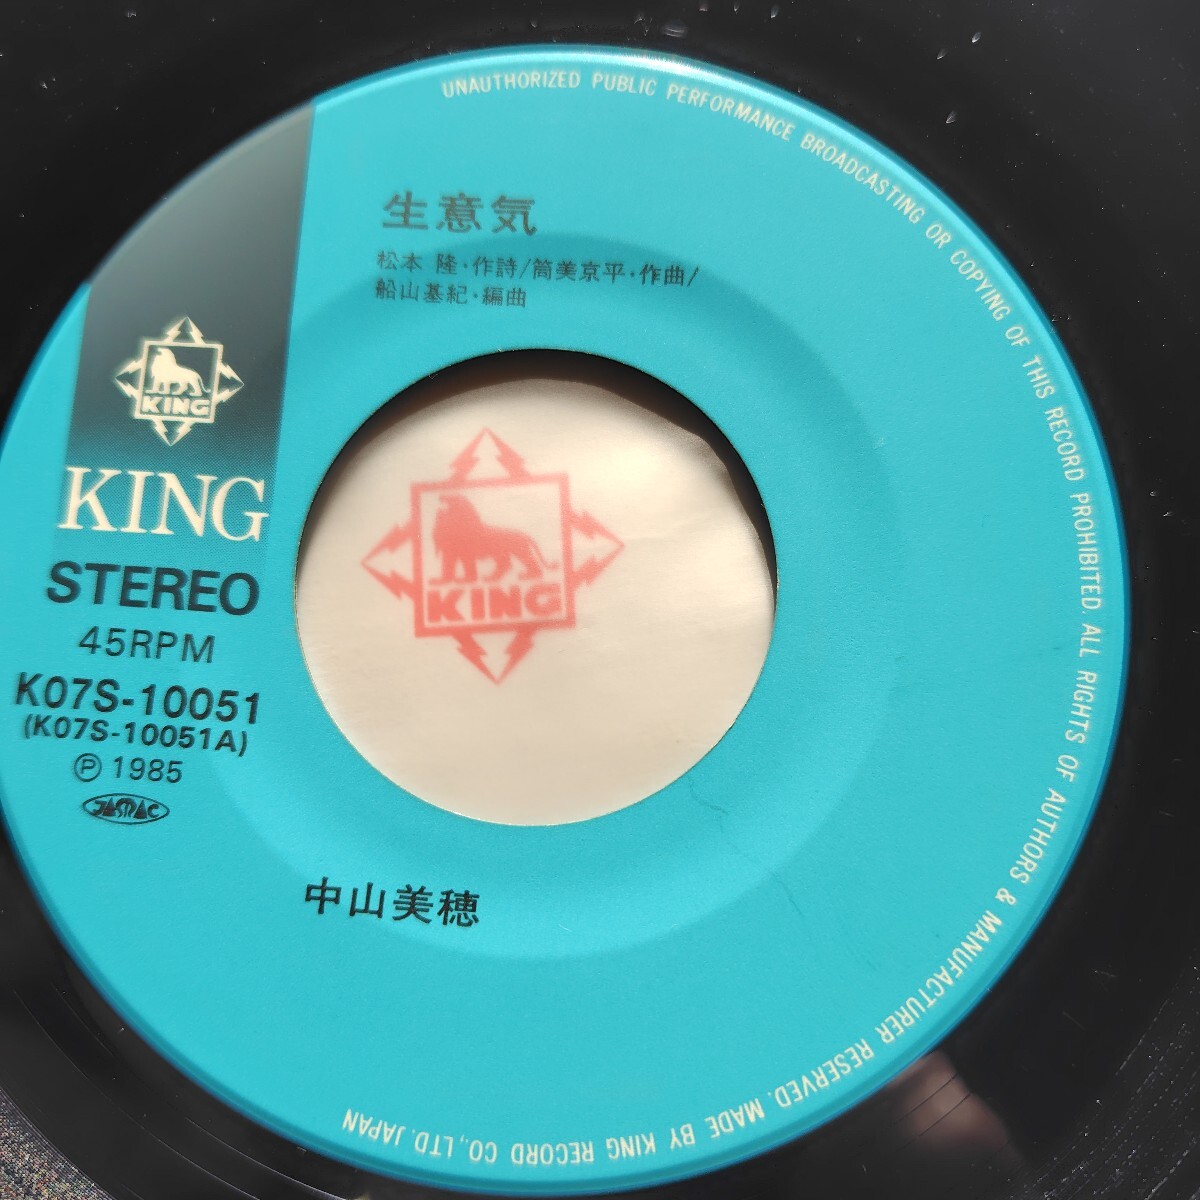 UNAUTHORIZED PUBLIC PERFORMANCE BROADCASTING OR COPYING OF THIS RECORD PROHIBITED. ALL RIGHTS OF AUTHORS & MANUFACTURER RESERVED. MADE BY KING RECORD CO., LTD. JAPAN
生意気
松本 隆・作詩/筒美京平・作曲/
船山基紀・編曲
KING
KING
STEREO
45RPM
K07S-10051
(K07S-10051A)
Ⓟ 1985
JASRAC
KING
中山美穂